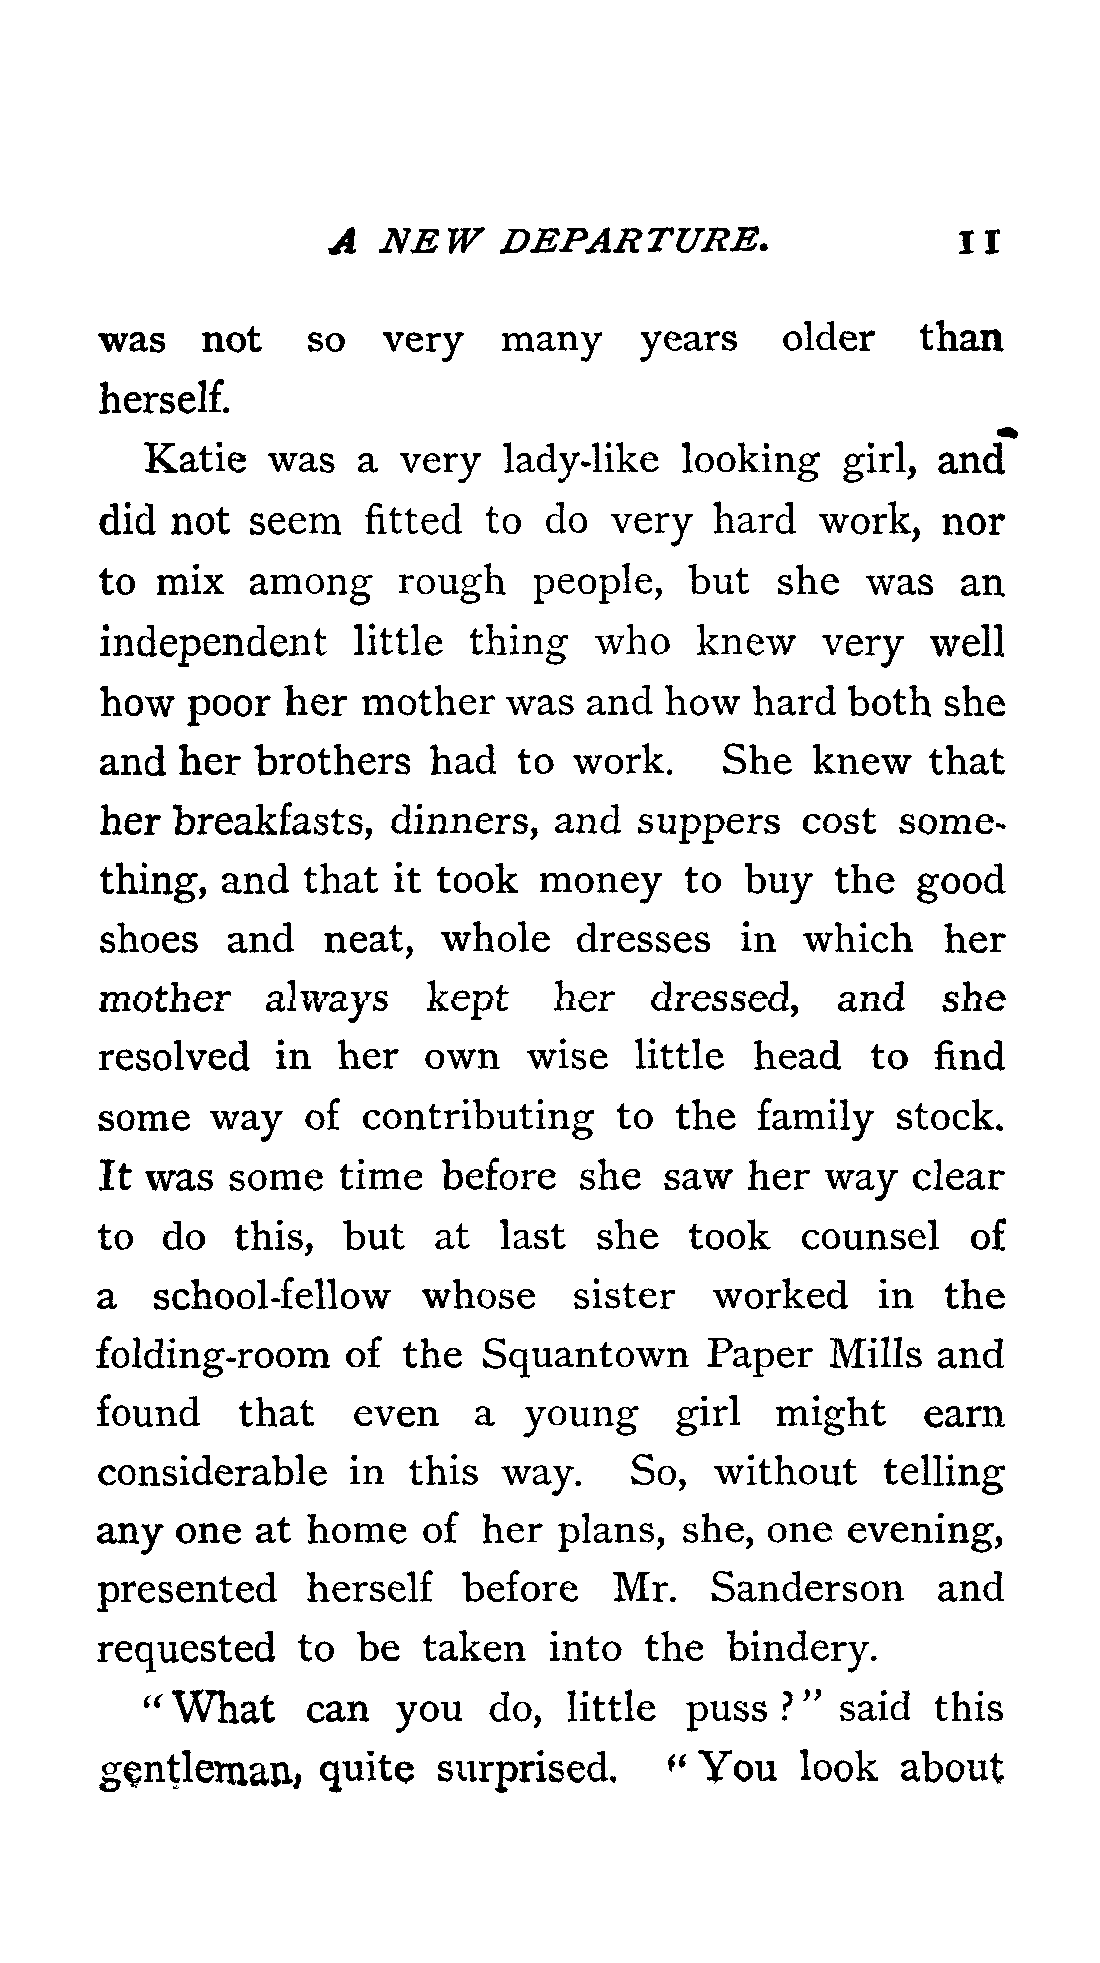 A NEW DEPARTURE. 11
was not so very many years older than
herself.
Katie was a very lady-like looking girl, and
did not seem fitted to do very hard work, nor
to mix among rough people, but she was an
independent little thing who knew very well
how poor her mother was and how hard both she
and her brothers had to work. She knew that
her breakfasts, dinners, and suppers cost some-
thing, and that it took money to buy the good
shoes and neat, whole dresses in which her
mother always kept her dressed, and she
resolved in her own wise little head to find
some way of contributing to the family stock.
It was some time before she saw her way clear
to do this, but at last she took counsel of
a school-fellow whose sister worked in the
folding-room of the Squantown Paper Mills and
found that even a young girl might earn
considerable in this way. So, without telling
any one at home of her plans, she, one evening,
presented herself before Mr. Sanderson and
requested to be taken into the bindery.
“What can you do, little puss?” said this
gentleman, quite surprised. “You look about